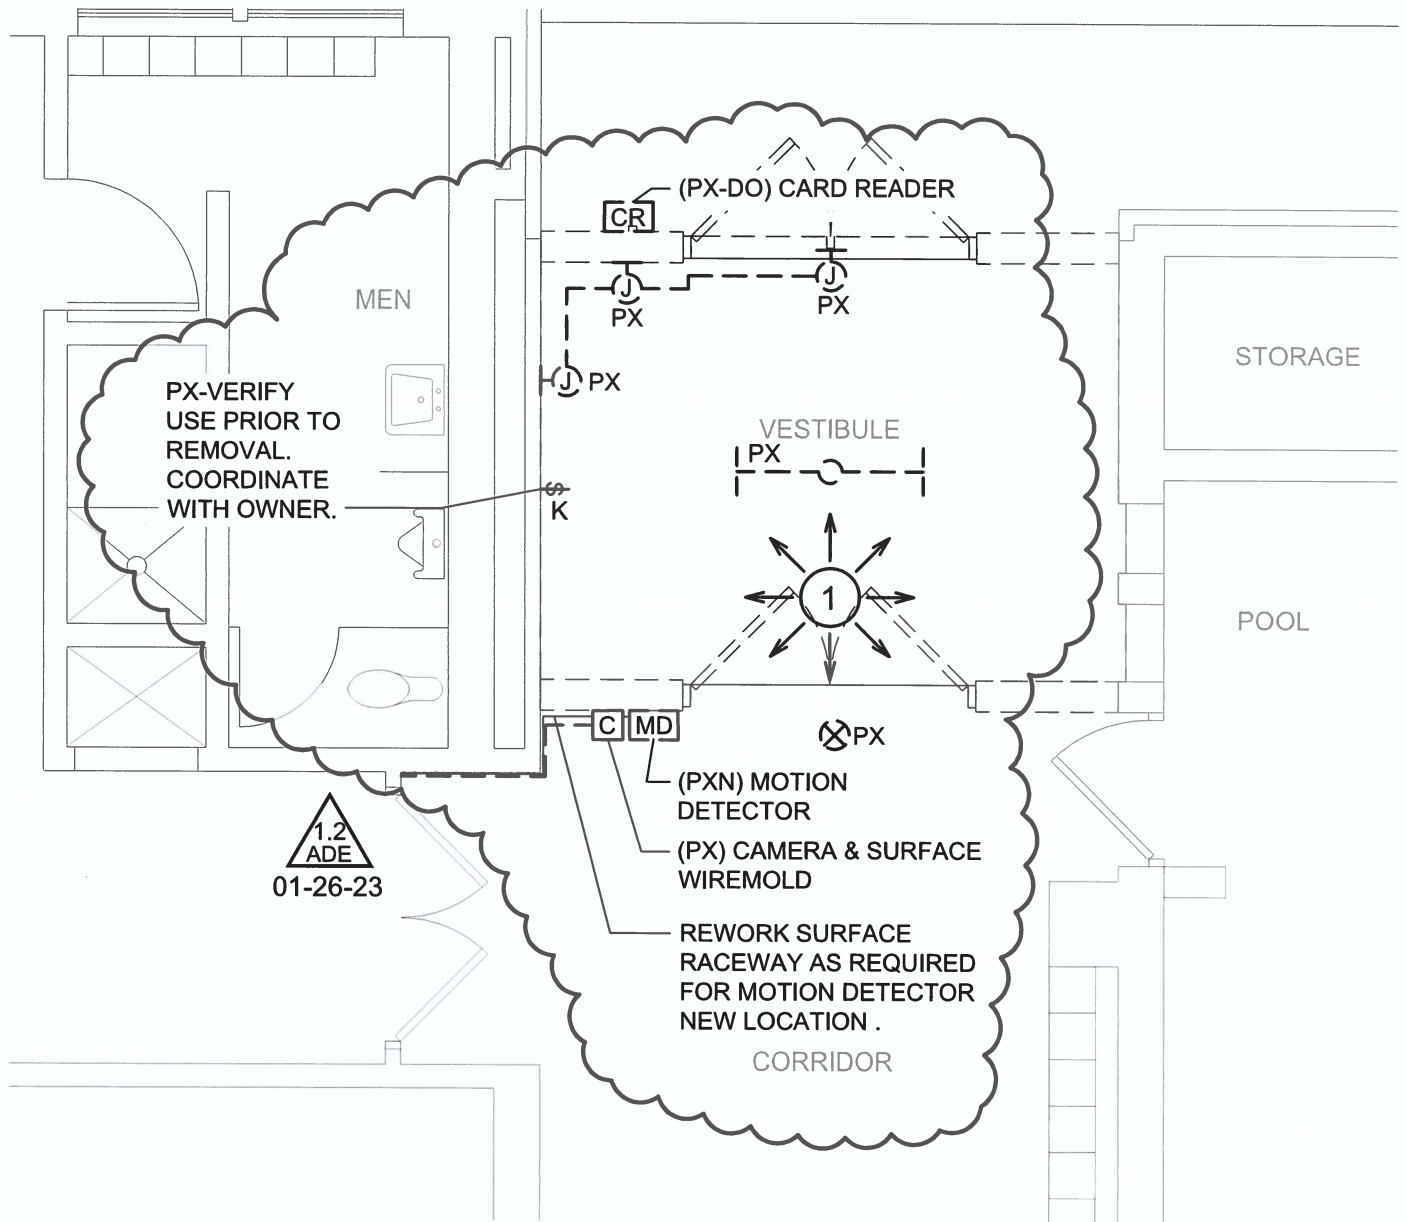 (PX-DO) CARD READER
CR
J
PX
J
PX
J PX
MEN
PX-VERIFY
USE PRIOR TO
REMOVAL.
COORDINATE
WITH OWNER.
S
K
STORAGE
VESTIBULE
PX
1
POOL
C
MD
PX
(PXN) MOTION
DETECTOR
(PX) CAMERA & SURFACE
WIREMOLD
REWORK SURFACE
RACEWAY AS REQUIRED
FOR MOTION DETECTOR
NEW LOCATION .
CORRIDOR
1.2
ADE
01-26-23